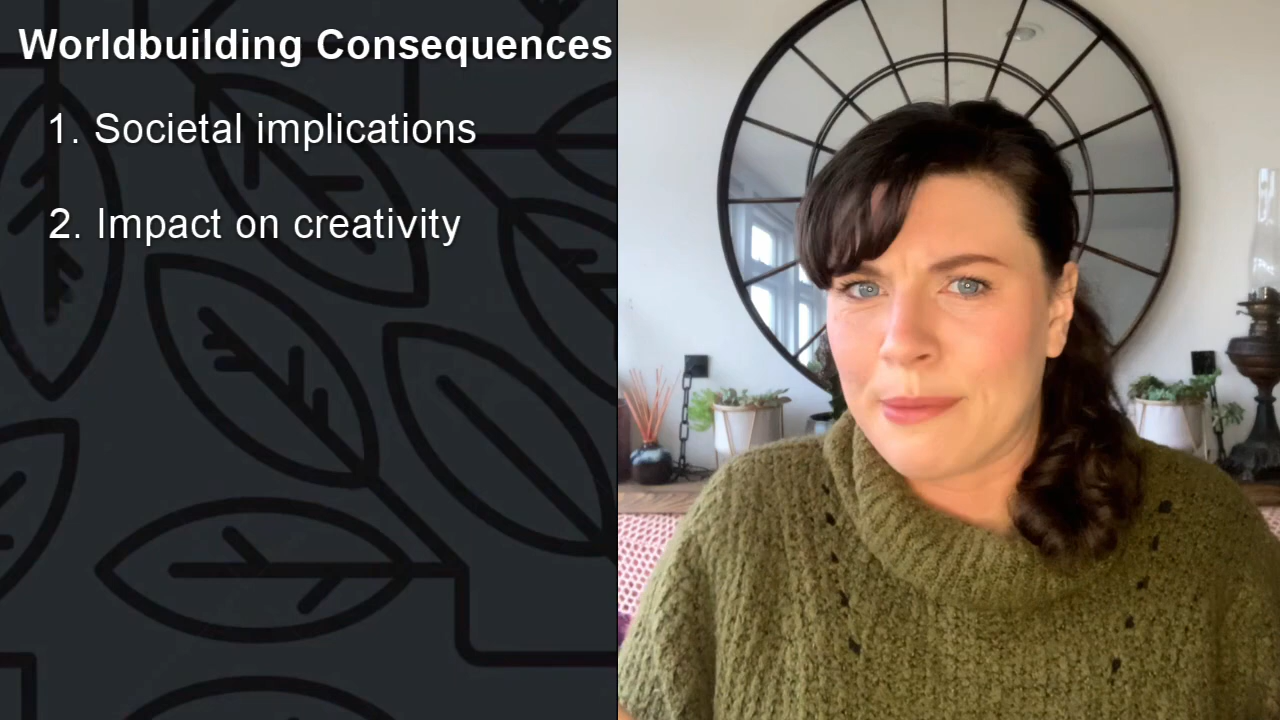 Worldbuilding Consequences
1. Societal implications
2. Impact on creativity